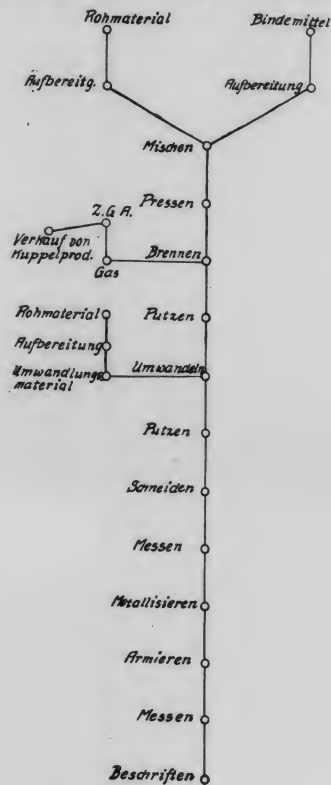 Rohmaterial
Bindemittel
Aufbereitg.
Aufbereitung
Mischen
Pressen
Z.G.A.
Verkauf von
Kuppelprod.
Gas
Brennen
Rohmaterial
Putzen
Aufbereitung
Umwandlungs
material
Umwandeln
Putzen
Scneiden
Messen
Metallisieren
Armieren
Messen
Beschriften